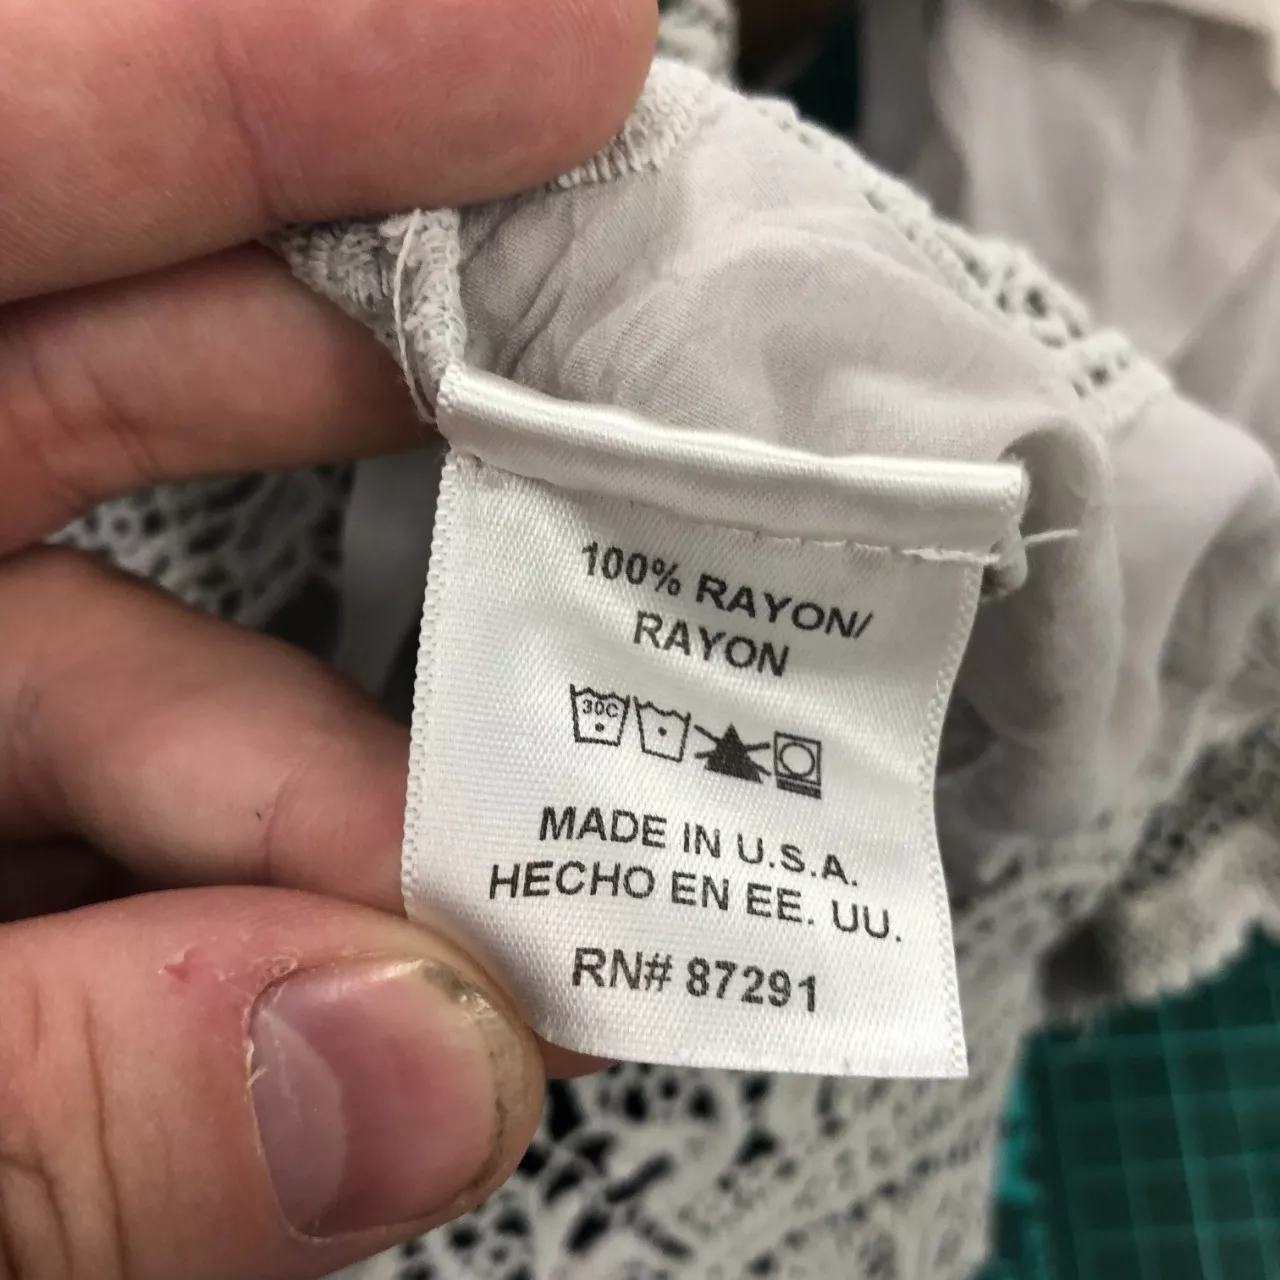 100% RAYON/
RAYON
30C
MADE IN U.S.A.
HECHO EN EE. UU.
RN# 87291